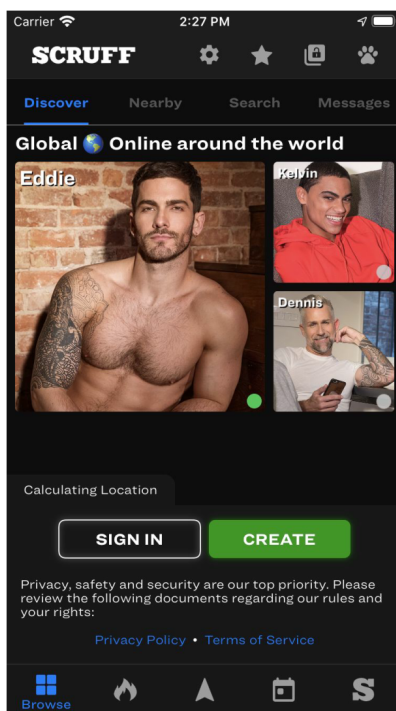 Carrier 2:27 PM
SCRUFF
Discover Nearby Search Messages
Global 🌎 Online around the world
Eddie
Kelvin
Dennis
Calculating Location
SIGN IN CREATE
Privacy, safety and security are our top priority. Please
review the following documents regarding our rules and
your rights:
Privacy Policy • Terms of Service
Browse S